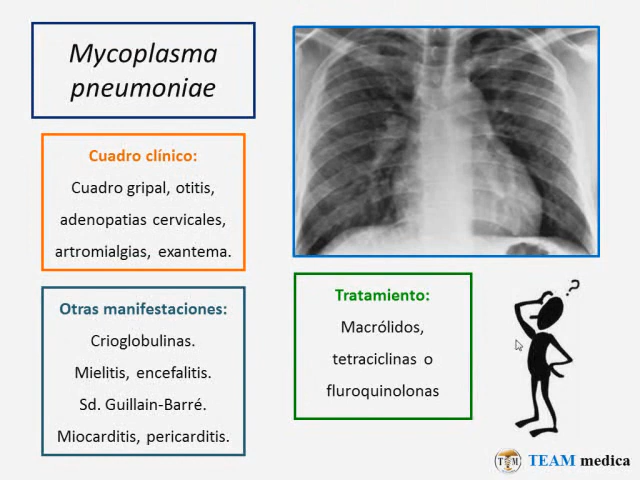 Mycoplasma
pneumoniae
Cuadro clínico:
Cuadro gripal, otitis,
adenopatias cervicales,
artromialgias, exantema.
Otras manifestaciones:
Crioglobulinas.
Mielitis, encefalitis.
Sd. Guillain-Barré.
Miocarditis, pericarditis.
Tratamiento:
Macrólidos,
tetraciclinas o
fluroquinolonas
?
TM
TEAM medica